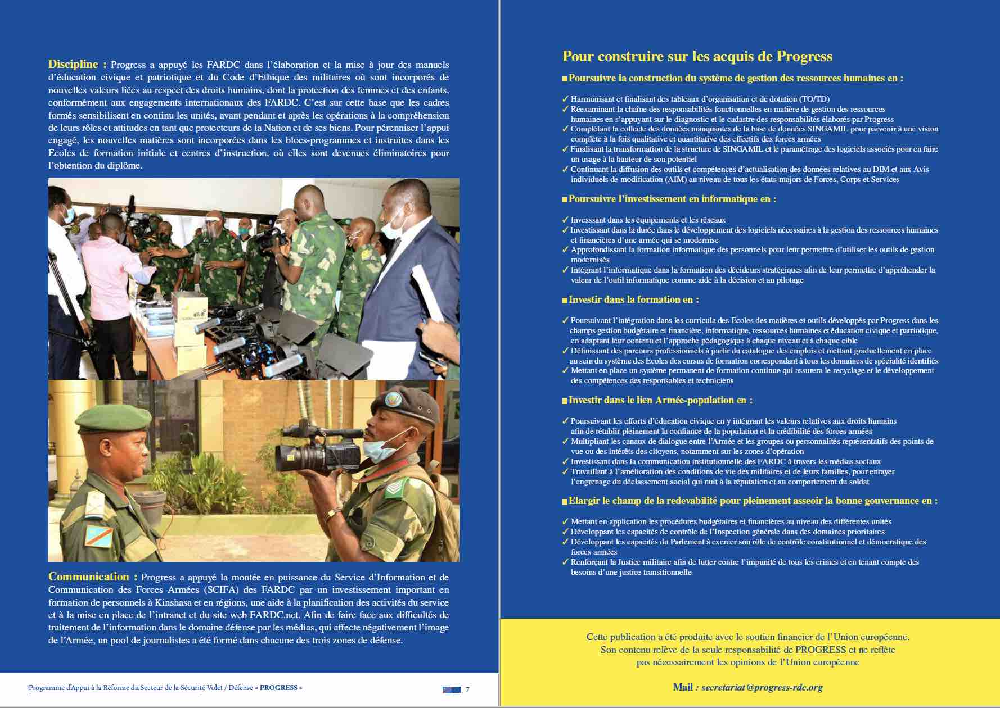 Discipline : Progress a appuyé les FARDC dans l’élaboration et la mise à jour des manuels
d’éducation civique et patriotique et du Code d’Ethique des militaires où sont incorporés de
nouvelles valeurs liées au respect des droits humains, dont la protection des femmes et des enfants,
conformément aux engagements internationaux des FARDC. C’est sur cette base que les cadres
formés sensibilisent en continu les unités, avant pendant et après les opérations à la compréhension
de leurs rôles et attitudes en tant que protecteurs de la Nation et de ses biens. Pour pérenniser l’appui
engagé, les nouvelles matières sont incorporées dans les blocs-programmes et instruites dans les
Ecoles de formation initiale et centres d’instruction, où elles sont devenues éliminatoires pour
l’obtention du diplôme.
Communication : Progress a appuyé la montée en puissance du Service d’Information et de
Communication des Forces Armées (SCIFA) des FARDC par un investissement important en
formation de personnels à Kinshasa et en régions, une aide à la planification des activités du service
et à la mise en place de l’intranet et du site web FARDC.net. Afin de faire face aux difficultés de
traitement de l’information dans le domaine défense par les médias, qui affecte négativement l’image
de l’Armée, un pool de journalistes a été formé dans chacune des trois zones de défense.
Programme d’Appui à la Réforme du Secteur de la Sécurité Volet / Défense « PROGRESS »
| 7
Pour construire sur les acquis de Progress
■ Poursuivre la construction du système de gestion des ressources humaines en :
✓ Harmonisant et finalisant des tableaux d’organisation et de dotation (TO/TD)
✓ Réexaminant la chaîne des responsabilités fonctionnelles en matière de gestion des ressources
humaines en s’appuyant sur le diagnostic et le cadastre des responsabilités élaborés par Progress
✓ Complétant la collecte des données manquantes de la base de données SINGAMIL pour parvenir à une vision
complète à la fois qualitative et quantitative des effectifs des forces armées
✓ Finalisant la transformation de la structure de SINGAMIL et le paramétrage des logiciels associés pour en faire
un usage à la hauteur de son potentiel
✓ Continuant la diffusion des outils et compétences d’actualisation des données relatives au DIM et aux Avis
individuels de modification (AIM) au niveau de tous les états-majors de Forces, Corps et Services
■ Poursuivre l’investissement en informatique en :
✓ Invesssant dans les équipements et les réseaux
✓ Investissant dans la durée dans le développement des logiciels nécessaires à la gestion des ressources humaines
et financières d’une armée qui se modernise
✓ Approfondissant la formation informatique des personnels pour leur permettre d’utiliser les outils de gestion
modernisés
✓ Intégrant l’informatique dans la formation des décideurs stratégiques afin de leur permettre d’appréhender la
valeur de l’outil informatique comme aide à la décision et au pilotage
■ Investir dans la formation en :
✓ Poursuivant l’intégration dans les curricula des Ecoles des matières et outils développés par Progress dans les
champs gestion budgétaire et financière, informatique, ressources humaines et éducation civique et patriotique,
en adaptant leur contenu et l’approche pédagogique à chaque niveau et à chaque cible
✓ Définissant des parcours professionnels à partir du catalogue des emplois et mettant graduellement en place
au sein du système des Ecoles des cursus de formation correspondant à tous les domaines de spécialité identifiés
✓ Mettant en place un système permanent de formation continue qui assurera le recyclage et le développement
des compétences des responsables et techniciens
■ Investir dans le lien Armée-population en :
✓ Poursuivant les efforts d’éducation civique en y intégrant les valeurs relatives aux droits humains
afin de rétablir pleinement la confiance de la population et la crédibilité des forces armées
✓ Multipliant les canaux de dialogue entre l’Armée et les groupes ou personnalités représentatifs des points de
vue ou des intérêts des citoyens, notamment sur les zones d’opération
✓ Investissant dans la communication institutionnelle des FARDC à travers les médias sociaux
✓ Travaillant à l’amélioration des conditions de vie des militaires et de leurs familles, pour enrayer
l’engrenage du déclassement social qui nuit à la réputation et au comportement du soldat
■ Elargir le champ de la redevabilité pour pleinement asseoir la bonne gouvernance en :
✓ Mettant en application les procédures budgétaires et financières au niveau des différentes unités
✓ Développant les capacités de contrôle de l’Inspection générale dans des domaines prioritaires
✓ Développant les capacités du Parlement à exercer son rôle de contrôle constitutionnel et démocratique des
forces armées
✓ Renforçant la Justice militaire afin de lutter contre l’impunité de tous les crimes et en tenant compte des
besoins d’une justice transitionnelle
Cette publication a été produite avec le soutien financier de l’Union européenne.
Son contenu relève de la seule responsabilité de PROGRESS et ne reflète
pas nécessairement les opinions de l’Union européenne
Mail : secretariat@progress-rdc.org